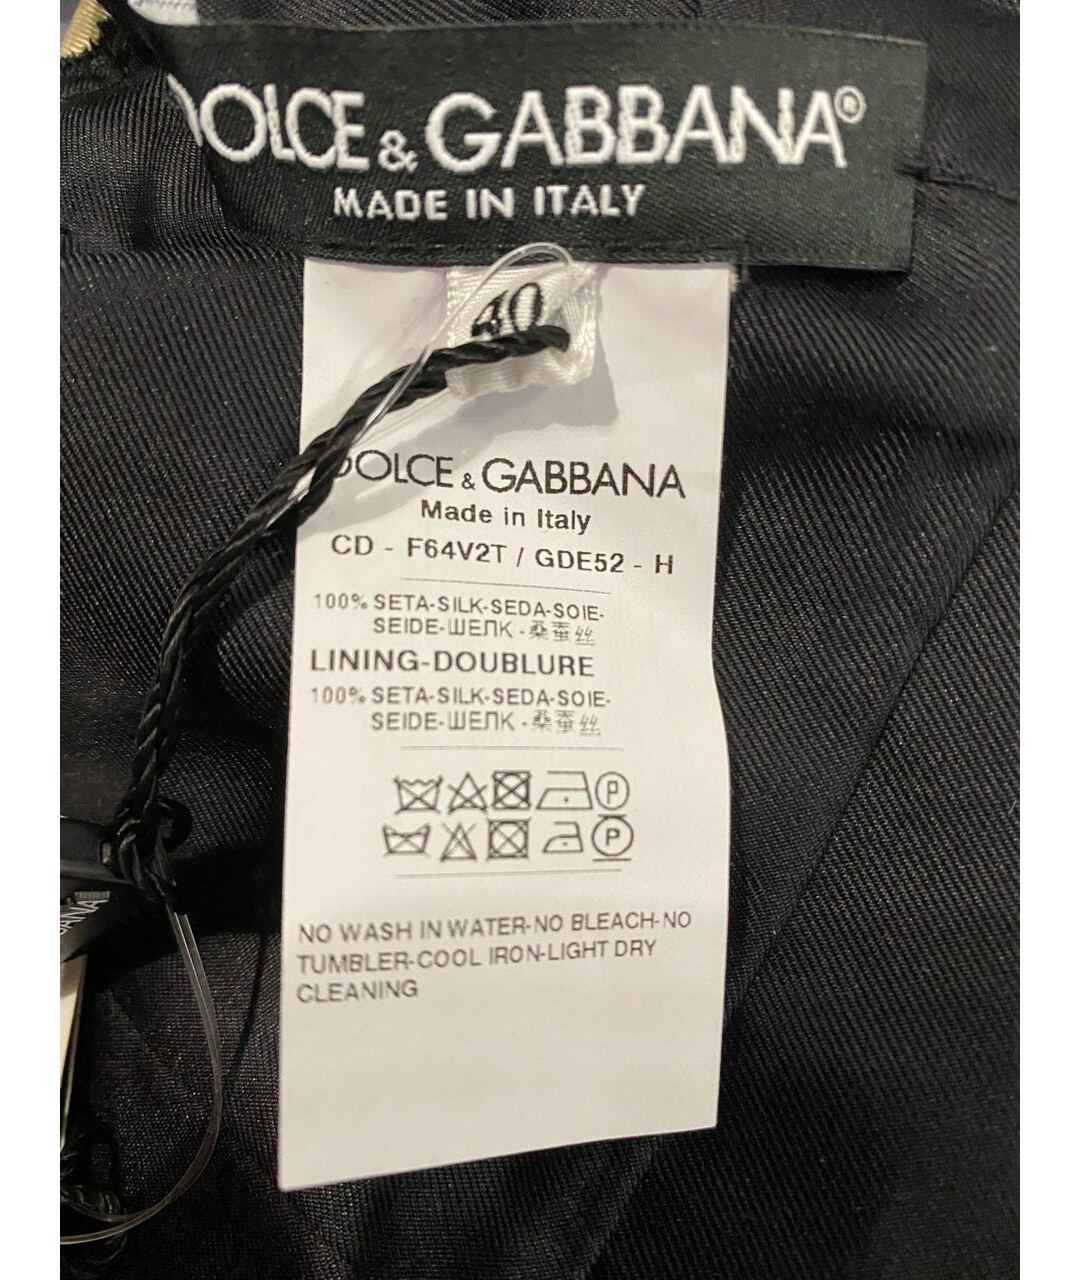 DOLCE & GABBANA®
MADE IN ITALY
40
DOLCE & GABBANA
Made in Italy
CD - F64V2T / GDE52 - H
100% SETA-SILK-SEDA-SOIE-
SEIDE-ШЕЛК-桑蚕丝
LINING-DOUBLURE
100% SETA-SILK-SEDA-SOIE-
SEIDE-ШЕЛК-桑蚕丝
P
P
NO WASH IN WATER-NO BLEACH-NO
TUMBLER-COOL IRON-LIGHT DRY
CLEANING